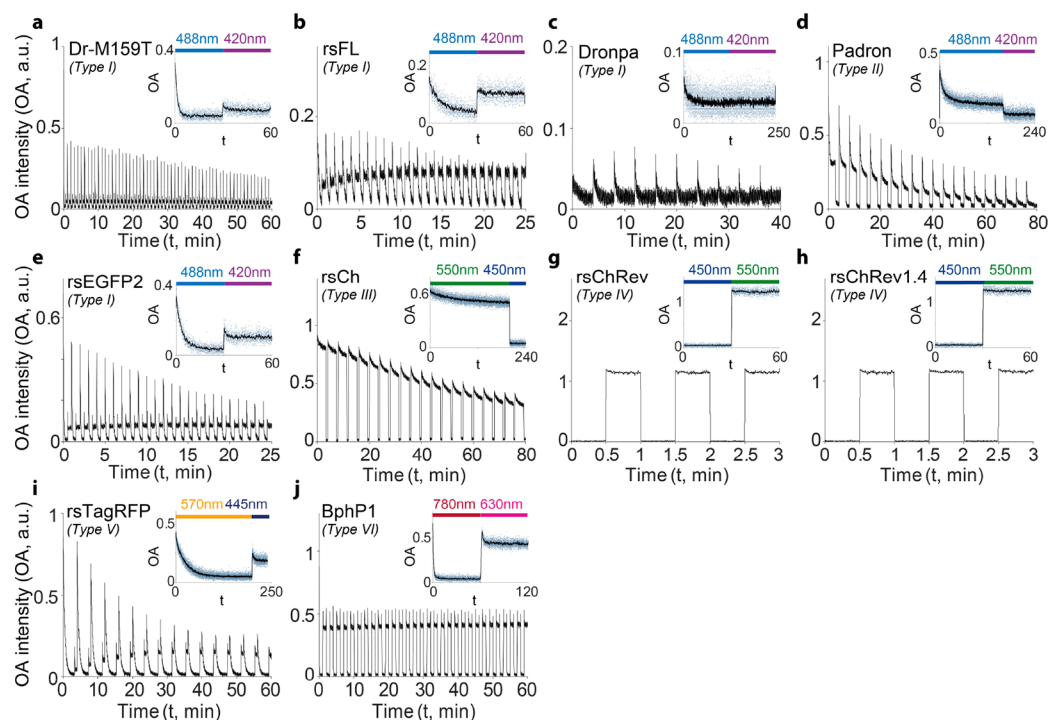 a
Dr-M159T
(Type I)
488nm 420nm
OA intensity (OA, a.u.)
1
0.4
0
0 10 20 30 40 50 60
Time (t, min)
0.4
OA
0
0 t 60
b
rsFL
(Type I)
488nm 420nm
0.4
0.2
0
0 5 10 15 20 25
Time (t, min)
0.2
OA
0
0 t 60
c
Dronpa
(Type I)
488nm 420nm
0.2
0.1
0
0 10 20 30 40
Time (t, min)
0.1
OA
0
0 t 240
d
Padron
(Type II)
488nm 420nm
1
0.5
0
0 20 40 60 80
Time (t, min)
0.5
OA
0
0 t 250
e
rsEGFP2
(Type I)
488nm 420nm
OA intensity (OA, a.u.)
0.6
0
0 5 10 15 20 25
Time (t, min)
0.4
OA
0
0 t 60
f
rsCh
(Type III)
550nm 450nm
1
0.5
0
0 20 40 60 80
Time (t, min)
0.6
OA
0
0 t 240
g
rsChRev
(Type IV)
450nm 550nm
2
1
0
0 0.5 1 1.5 2 2.5 3
Time (t, min)
1
OA
0
0 t 60
h
rsChRev1.4
(Type IV)
450nm 550nm
2
1
0
0 0.5 1 1.5 2 2.5 3
Time (t, min)
1
OA
0
0 t 60
i
rsTagRFP
(Type V)
570nm 445nm
OA intensity (OA, a.u.)
1
0.5
0
0 10 20 30 40 50 60
Time (t, min)
0.5
OA
0
0 t 250
j
BphP1
(Type VI)
780nm 630nm
1
0.5
0
0 10 20 30 40 50 60
Time (t, min)
0.5
OA
0
0 t 120